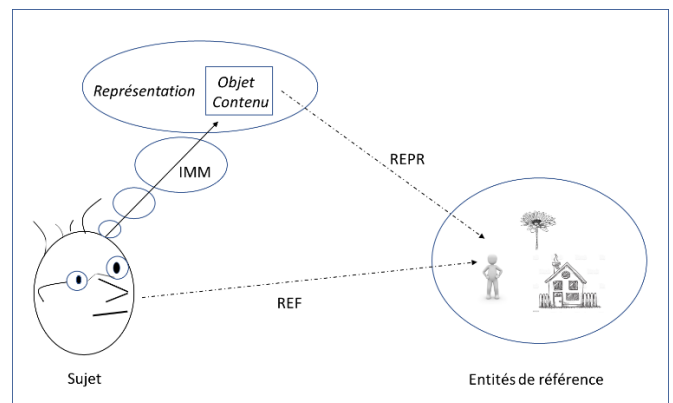 Objet
Représentation
Contenu
REPR
IMM
REF
Sujet
Entités de référence